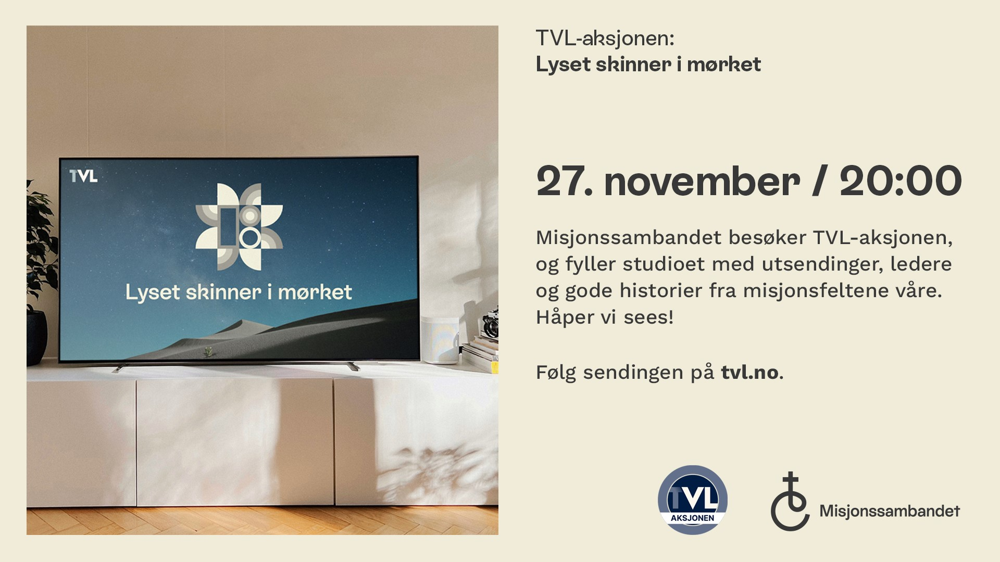 TVL
Lyset skinner i mørket
TVL-aksjonen:
Lyset skinner i mørket
27. november / 20:00
Misjonssambandet besøker TVL-aksjonen,
og fyller studioet med utsendinger, ledere
og gode historier fra misjonsfeltene våre.
Håper vi sees!
Følg sendingen på tvl.no.
TVL
AKSJONEN
Misjonssambandet